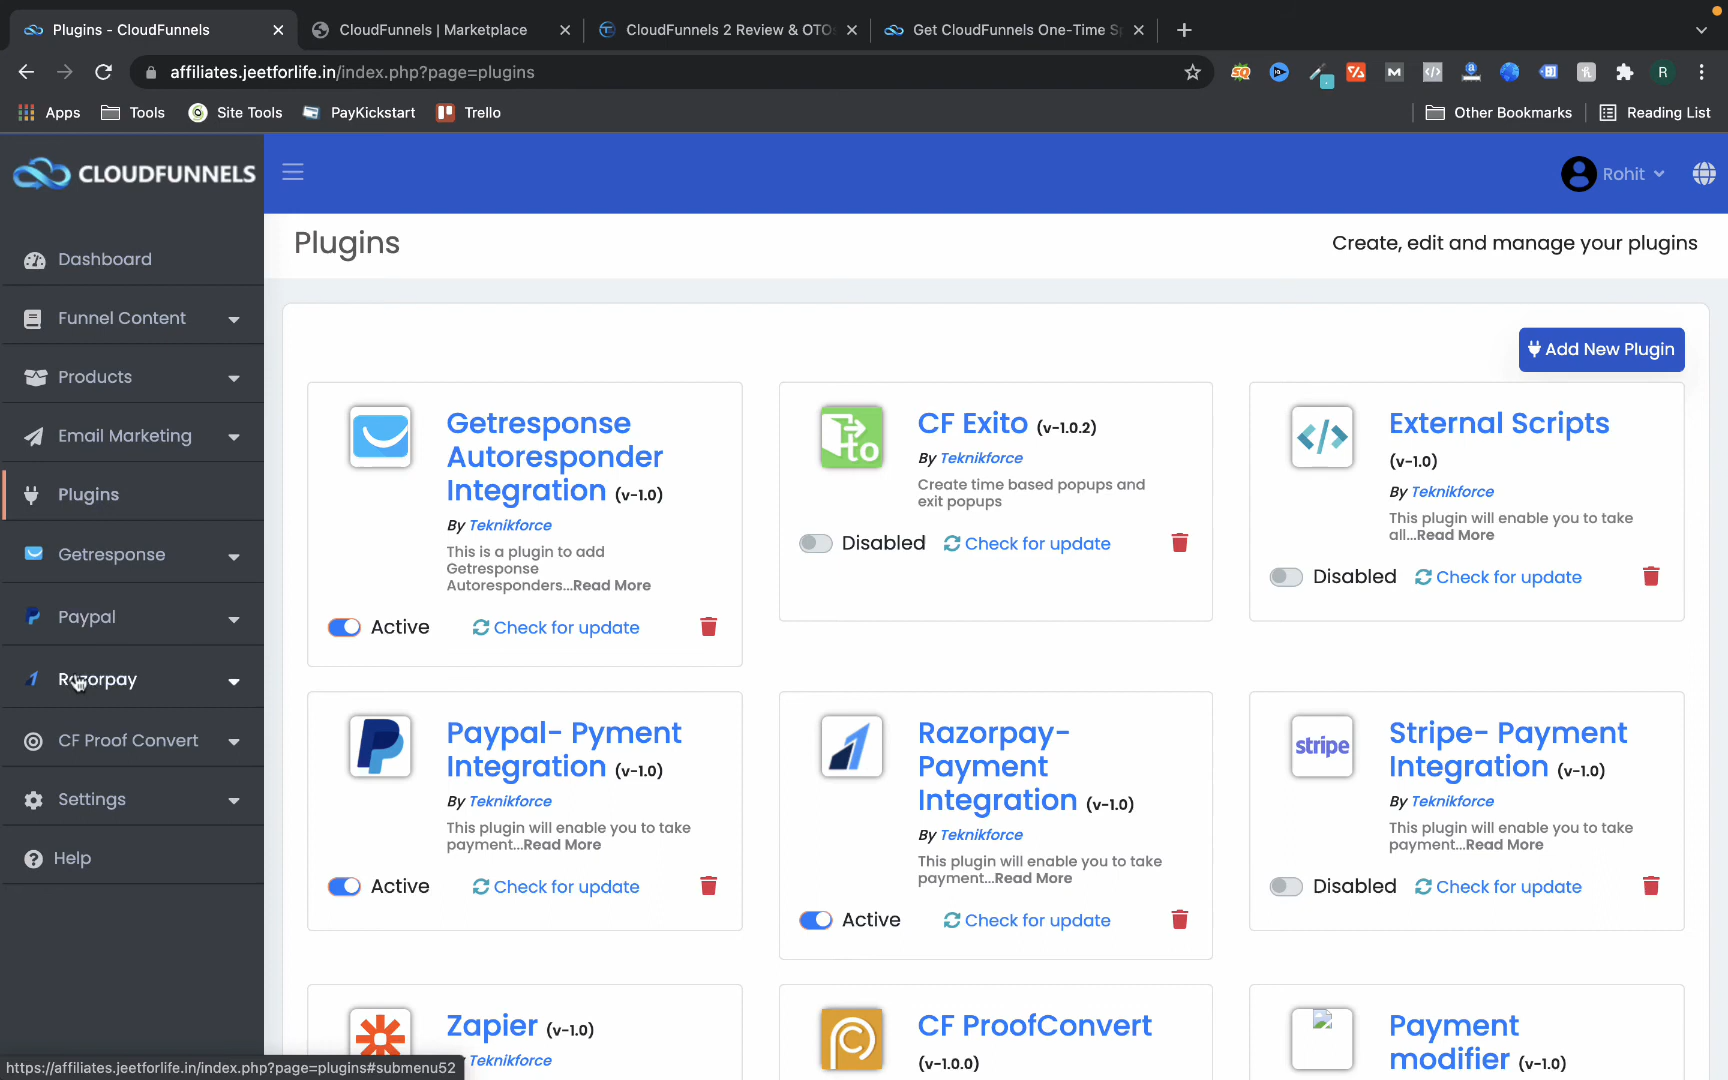 Plugins - CloudFunnels
CloudFunnels | Marketplace
CloudFunnels 2 Review & OTOs
Get CloudFunnels One-Time Sp
affiliates.jeetforlife.in/index.php?page=plugins
R
Apps
Tools
Site Tools
PayKickstart
Trello
Other Bookmarks
Reading List
CLOUDFUNNELS
Rohit
Dashboard
Funnel Content
Products
Email Marketing
Plugins
Getresponse
Paypal
Razorpay
CF Proof Convert
Settings
Help
Plugins
Create, edit and manage your plugins
Add New Plugin
Getresponse
Autoresponder
Integration (v-1.0)
By Teknikforce
This is a plugin to add
Getresponse
Autoresponders...Read More
Active
Check for update
to
CF Exito (v-1.0.2)
By Teknikforce
Create time based popups and
exit popups
Disabled
Check for update
External Scripts
(v-1.0)
By Teknikforce
This plugin will enable you to take
all...Read More
Disabled
Check for update
Paypal- Pyment
Integration (v-1.0)
By Teknikforce
This plugin will enable you to take
payment...Read More
Active
Check for update
Razorpay-
Payment
Integration (v-1.0)
By Teknikforce
This plugin will enable you to take
payment...Read More
Active
Check for update
stripe
Stripe- Payment
Integration (v-1.0)
By Teknikforce
This plugin will enable you to take
payment...Read More
Disabled
Check for update
Zapier (v-1.0)
Teknikforce
CF ProofConvert
(v-1.0.0)
Payment
modifier (v-1.0)
https://affiliates.jeetforlife.in/index.php?page=plugins#submenu52